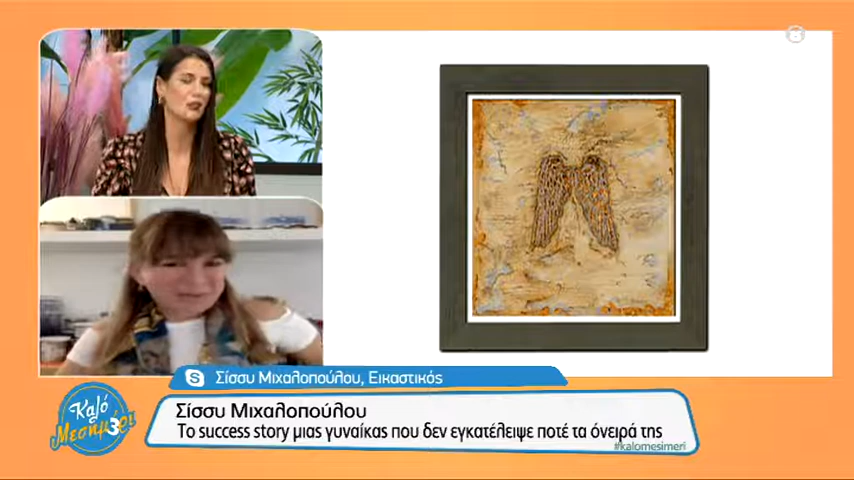 Σίσσυ Μιχαλοπούλου, Εικαστικός
Καλό
Μεσημ3ρι
Σίσσυ Μιχαλοπούλου
Το success story μιας γυναίκας που δεν εγκατέλειψε ποτέ τα όνειρά της
#kalomesimeri